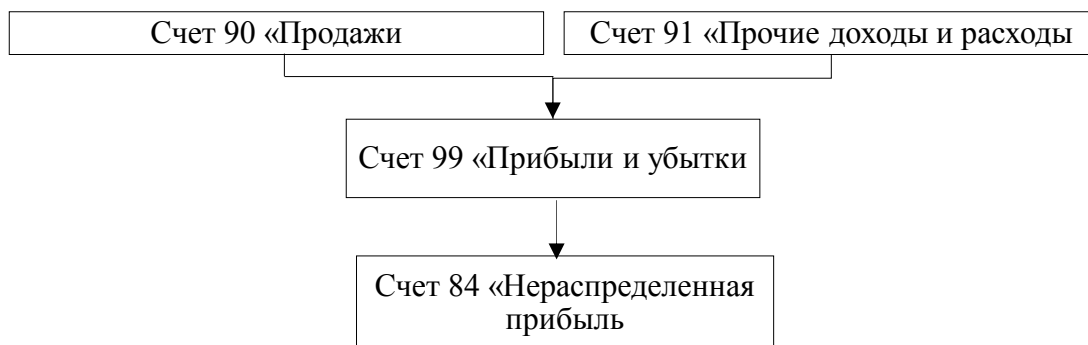 Счет 90 «Продажи
Счет 91 «Прочие доходы и расходы
Счет 99 «Прибыли и убытки
Счет 84 «Нераспределенная
прибыль